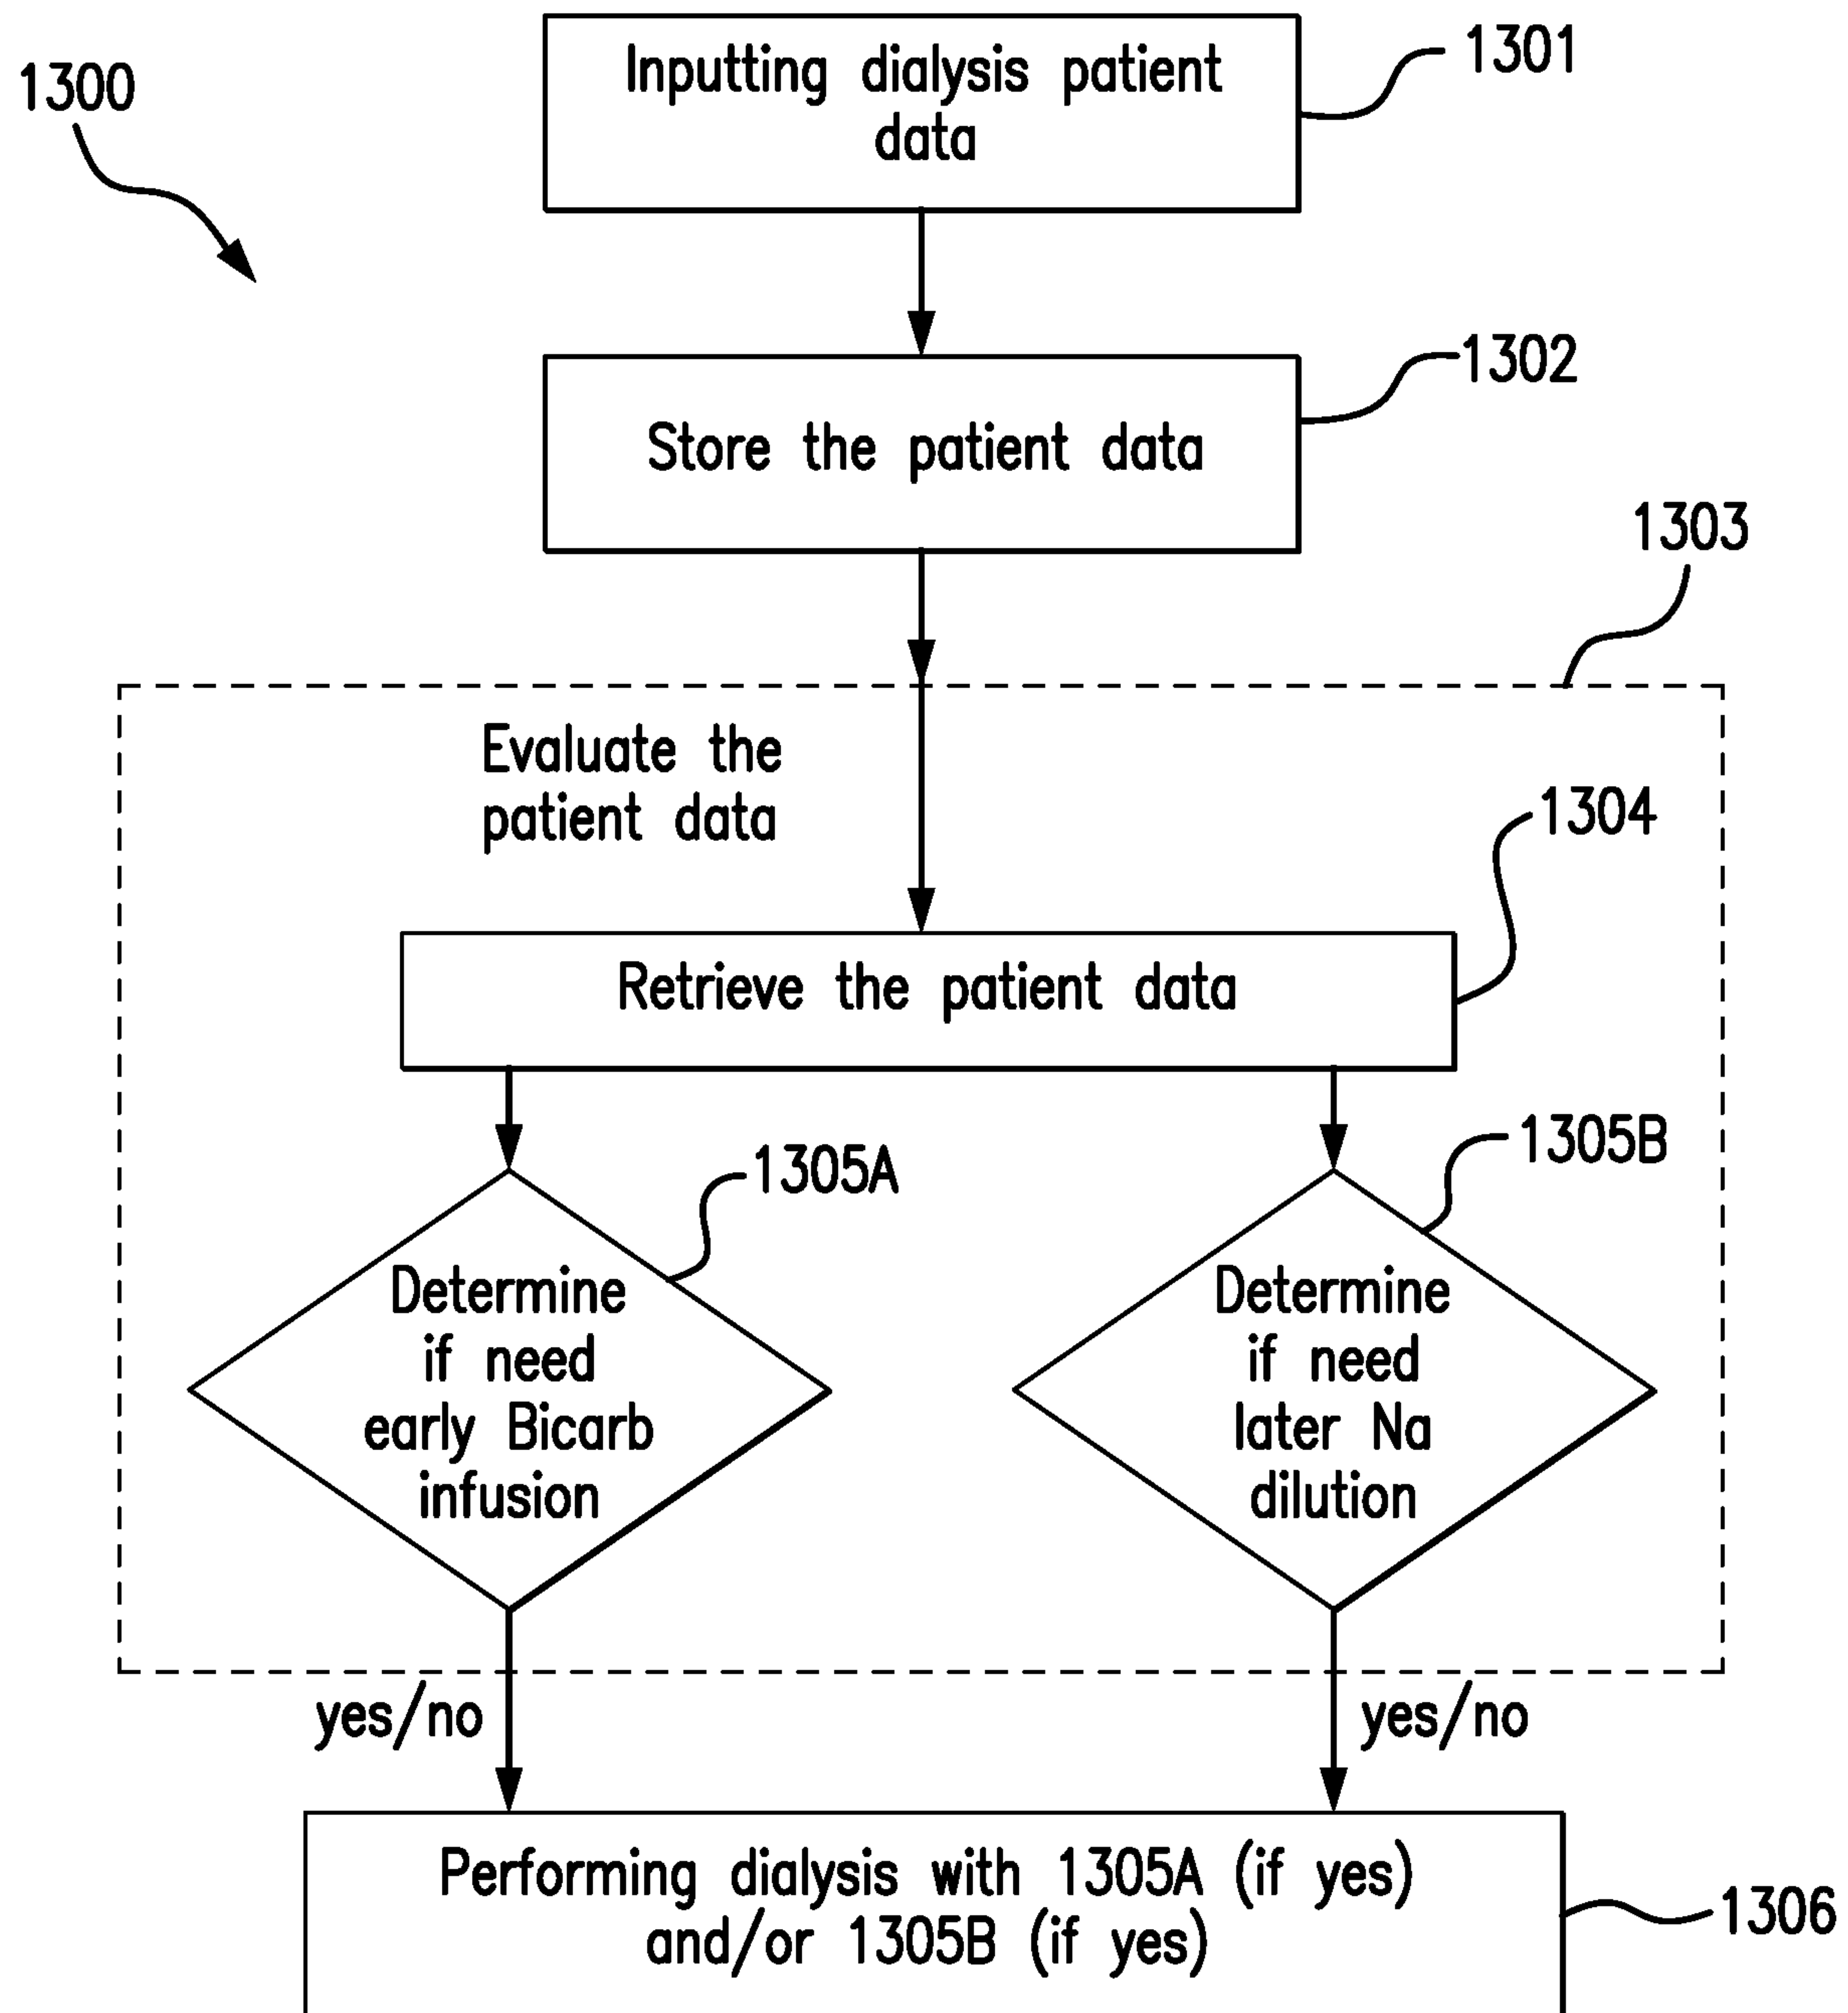 1300
Inputting dialysis patient
data
1301
Store the patient data
1302
1303
Evaluate the
patient data
1304
Retrieve the patient data
1305A
1305B
Determine
if need
early Bicarb
infusion
Determine
if need
later Na
dilution
yes/no
yes/no
Performing dialysis with 1305A (if yes)
and/or 1305B (if yes)
1306